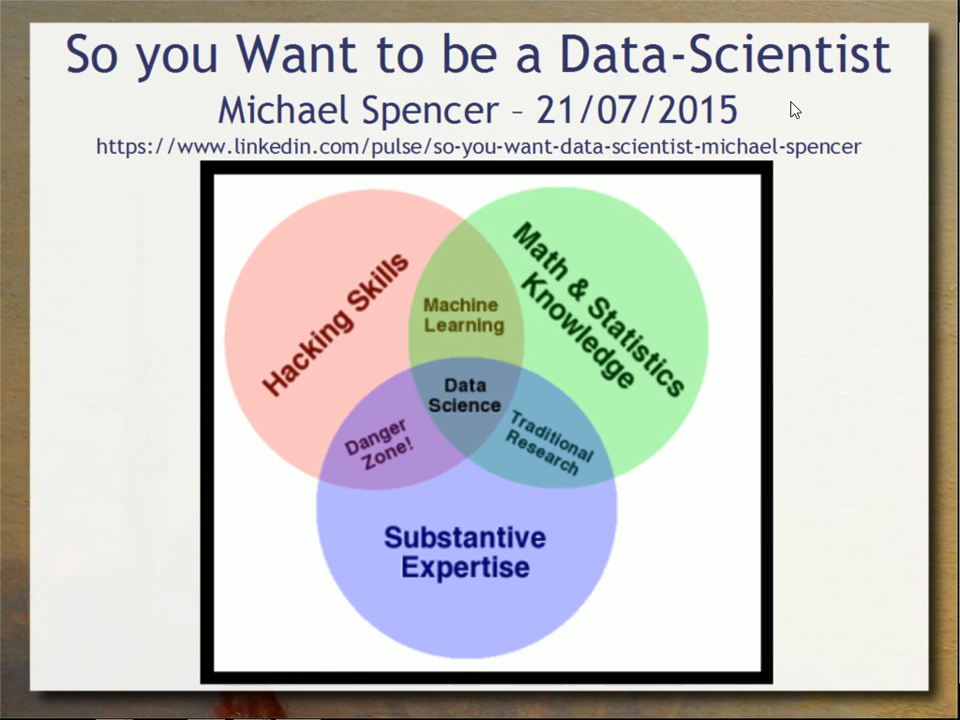 So you Want to be a Data-Scientist
Michael Spencer – 21/07/2015
https://www.linkedin.com/pulse/so-you-want-data-scientist-michael-spencer
Hacking Skills
Math & Statistics
Knowledge
Machine
Learning
Data
Science
Danger
Zone!
Traditional
Research
Substantive
Expertise